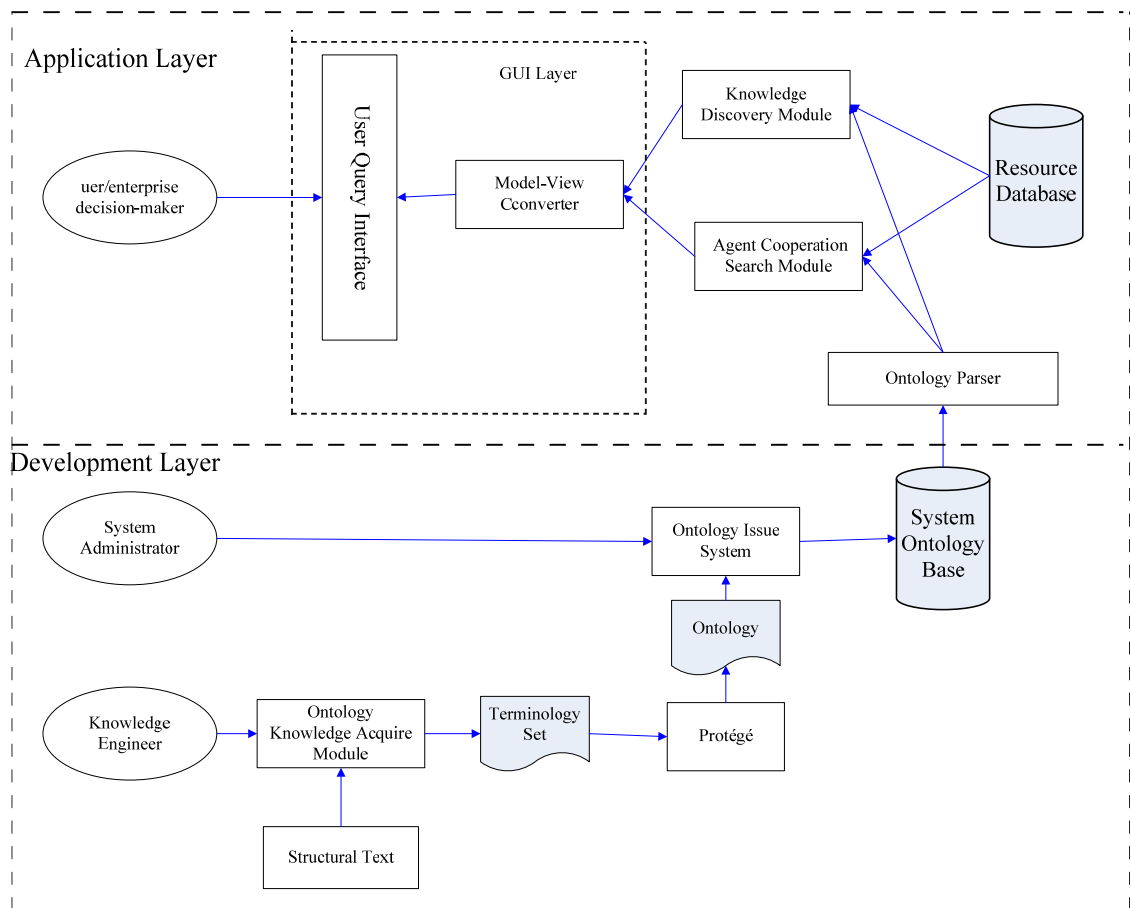 Application Layer
GUI Layer
User Query Interface
uer/enterprise
decision-maker
Model-View
Cconverter
Knowledge
Discovery Module
Agent Cooperation
Search Module
Resource
Database
Ontology Parser
Development Layer
System
Administrator
Ontology Issue
System
System
Ontology
Base
Ontology
Knowledge
Engineer
Ontology
Knowledge Acquire
Module
Terminology
Set
Protégé
Structural Text